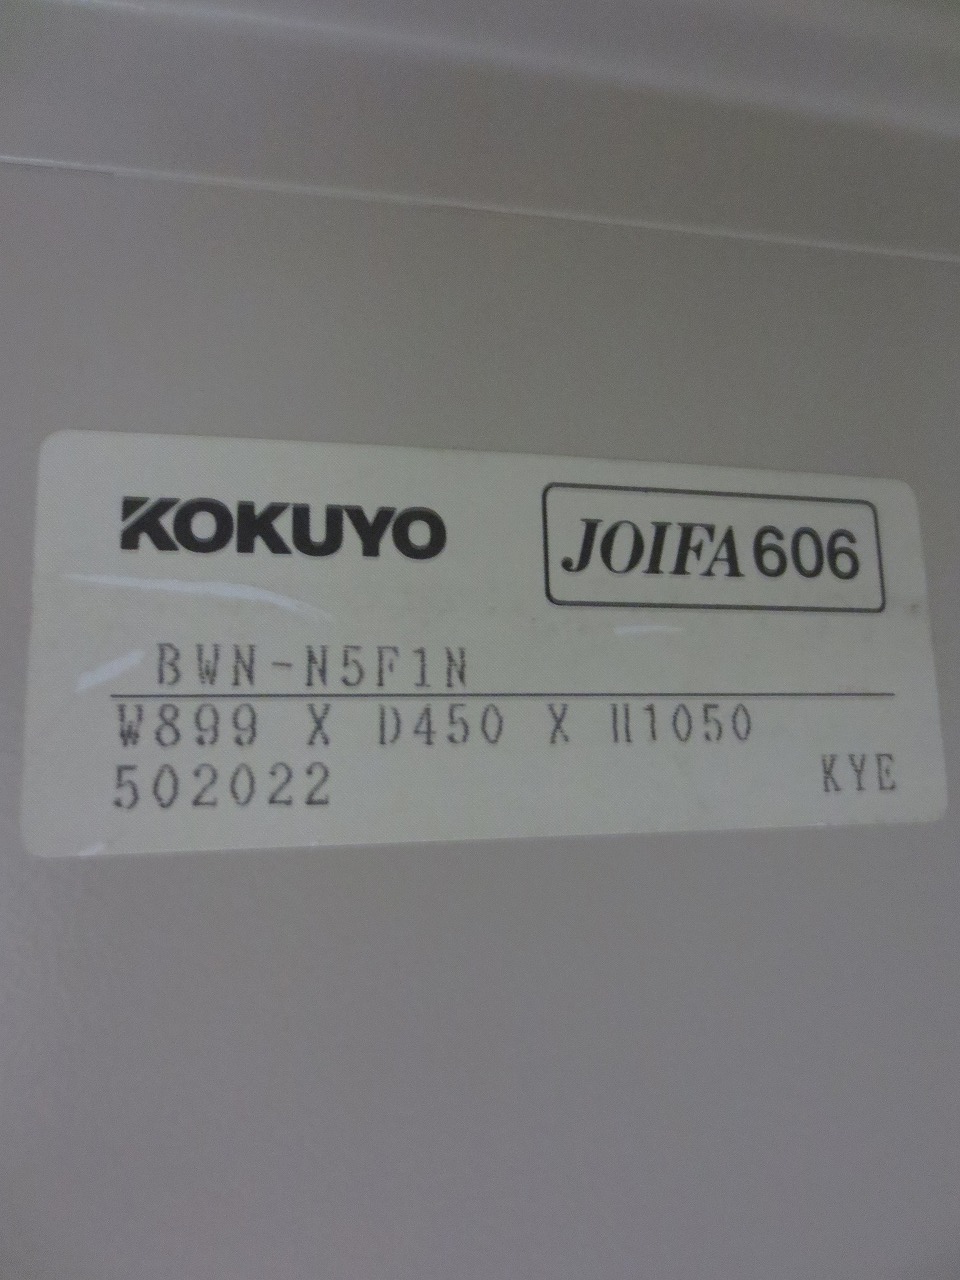 KOKUYO JOIFA606
BWN-N5F1N
W899 X D450 X H1050
502022 KYE